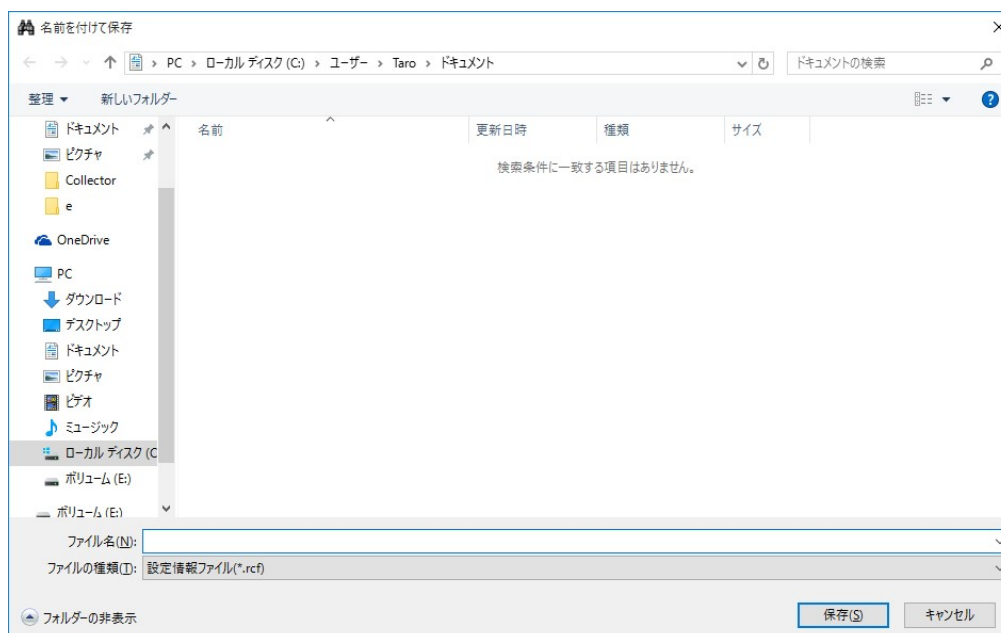 名前を付けて保存
PC › ローカル ディスク (C:) › ユーザー › Taro › ドキュメント
ドキュメントの検索
整理
新しいフォルダー
名前
更新日時
種類
サイズ
検索条件に一致する項目はありません。
ドキュメント
ピクチャ
Collector
e
OneDrive
PC
ダウンロード
デスクトップ
ドキュメント
ピクチャ
ビデオ
ミュージック
ローカル ディスク (C
ボリューム (E:)
ボリューム (E:)
ファイル名(N):
ファイルの種類(T): 設定情報ファイル(*.rcf)
フォルダーの非表示
保存(S)
キャンセル